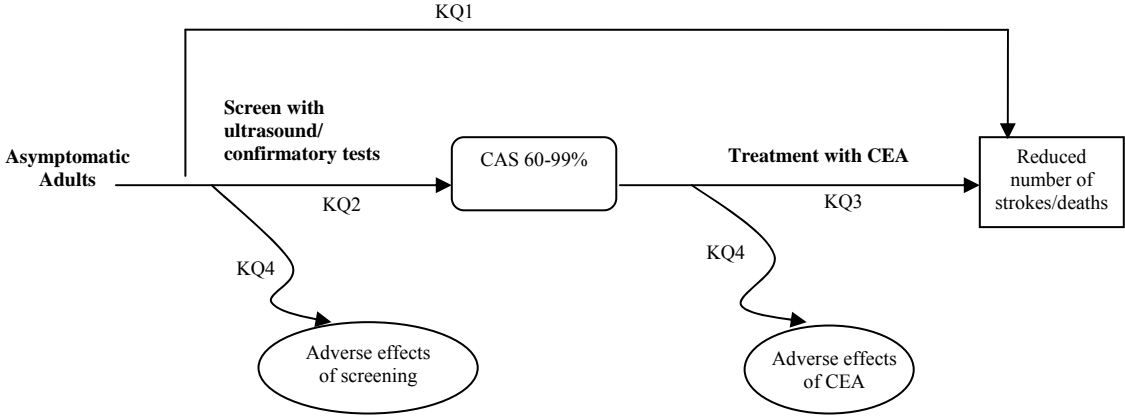 KQ1
Screen with
ultrasound/
confirmatory tests
Asymptomatic
Adults
KQ2
CAS 60-99%
Treatment with CEA
KQ3
Reduced
number of
strokes/deaths
KQ4
Adverse effects
of screening
KQ4
Adverse effects
of CEA